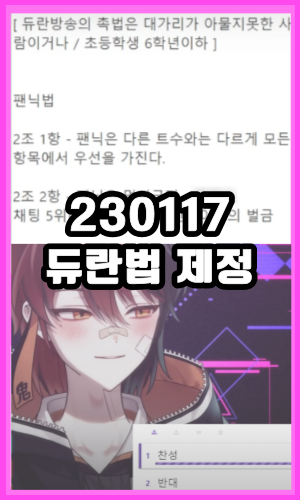 [ 듀란방송의 촉법은 대가리가 아물지못한 사
람이거나 / 초등학생 6학년이하 ]
팬닉법
2조 1항 - 팬닉은 다른 트수와는 다르게 모든
항목에서 우선을 가진다.
2조 2항
채팅 5위 의 벌금
230117
듀란법 제정
鬼
1 찬성
2 반대